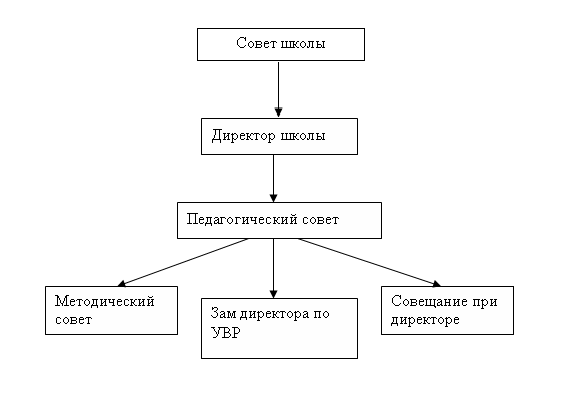 Совет школы
Директор школы
Педагогический совет
Методический
совет
Зам директора по
УВР
Совещание при
директоре